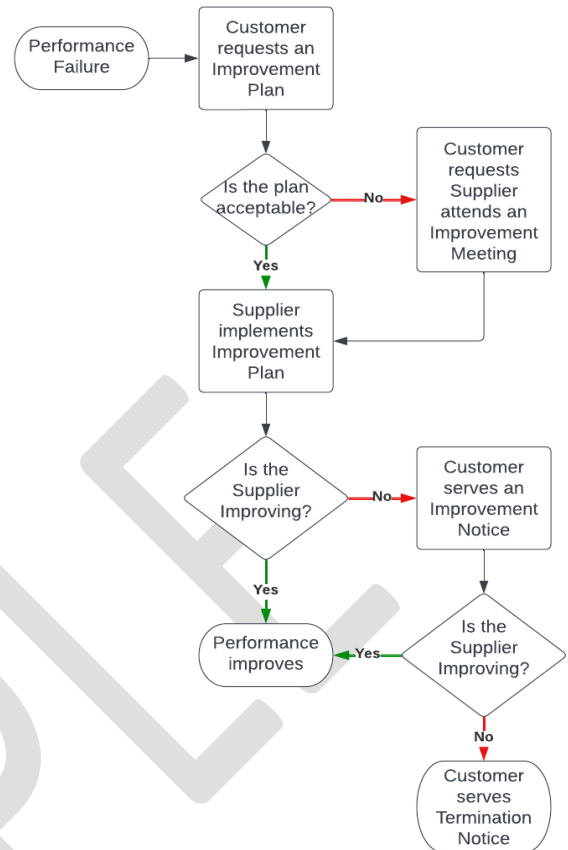 Performance
Failure
Customer
requests an
Improvement
Plan
Is the plan
acceptable?
No
Customer
requests
Supplier
attends an
Improvement
Meeting
Yes
Supplier
implements
Improvement
Plan
Is the
Supplier
Improving?
No
Customer
serves an
Improvement
Notice
Yes
Performance
improves
Yes
Is the
Supplier
Improving?
No
Customer
serves
Termination
Notice